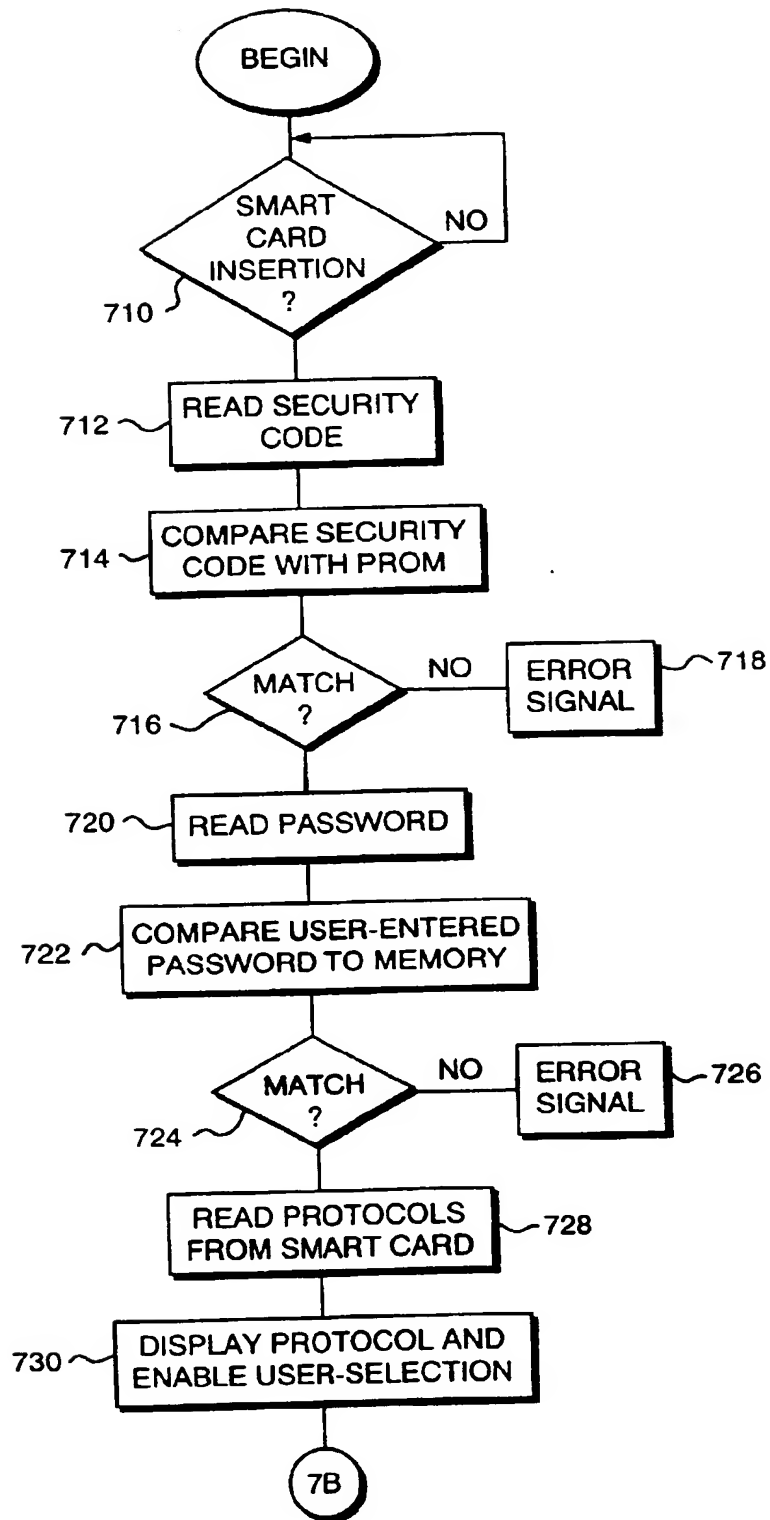 BEGIN
SMART
CARD
INSERTION
?
NO
710
READ SECURITY
CODE
712
COMPARE SECURITY
CODE WITH PROM
714
MATCH
?
NO
716
ERROR
SIGNAL
718
READ PASSWORD
720
COMPARE USER-ENTERED
PASSWORD TO MEMORY
722
MATCH
?
NO
724
ERROR
SIGNAL
726
READ PROTOCOLS
FROM SMART CARD
728
DISPLAY PROTOCOL AND
ENABLE USER-SELECTION
730
7B